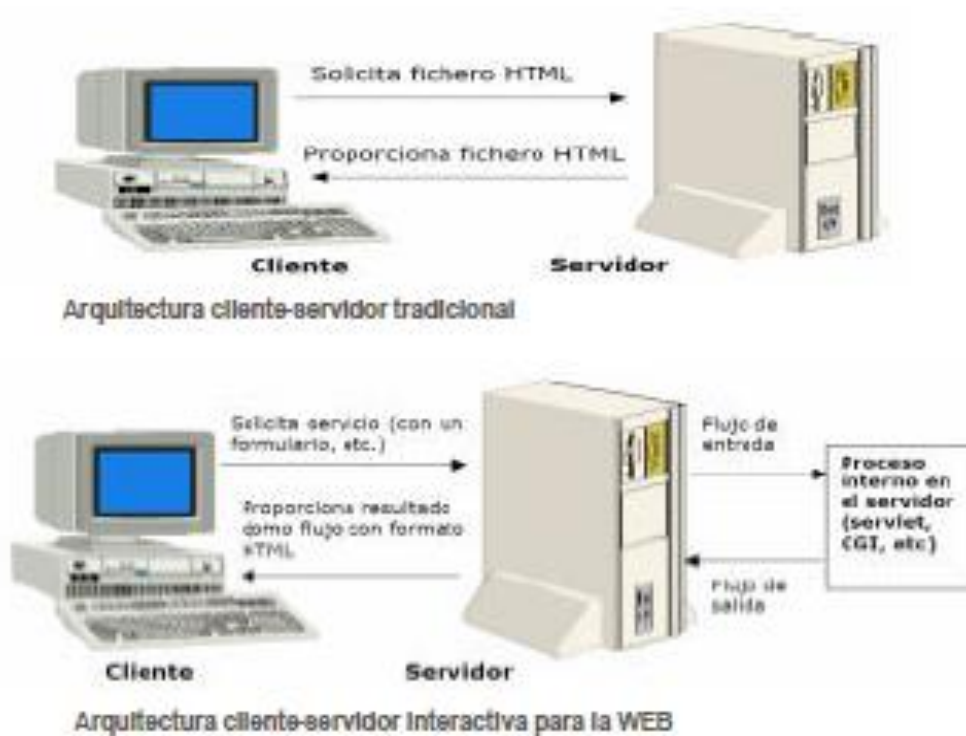 Solicita fichero HTML
Proporciona fichero HTML
Cliente
Servidor
Arquitectura cliente-servidor tradicional
Solicita servicio (con un
formulario, etc.)
Proporciona resultado
como flujo con formato
HTML
Flujo de
entrada
Proceso
interno en
el servidor
(servlet,
CGI, etc)
Flujo de
salida
Cliente
Servidor
Arquitectura cliente-servidor interactiva para la WEB